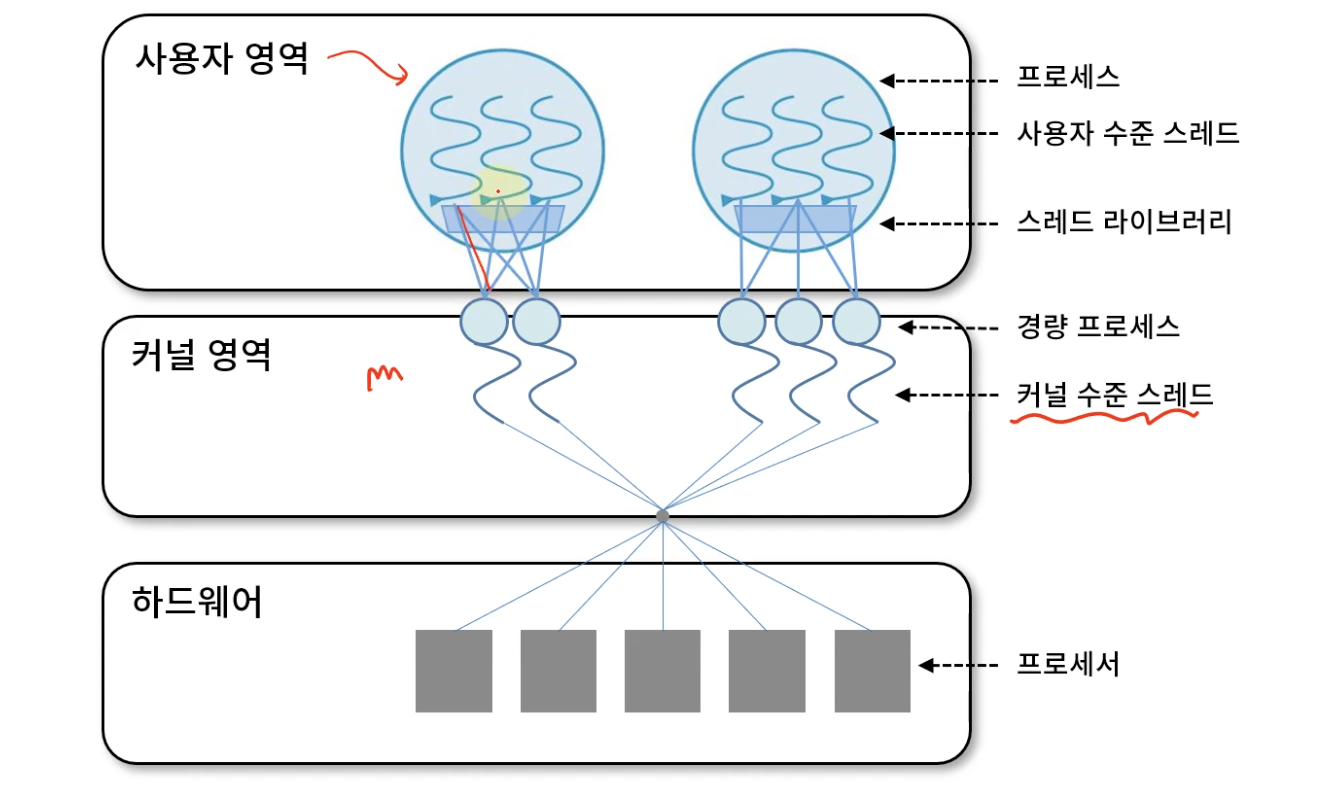 사용자 영역
프로세스
사용자 수준 스레드
스레드 라이브러리
경량 프로세스
커널 영역
커널 수준 스레드
하드웨어
프로세서